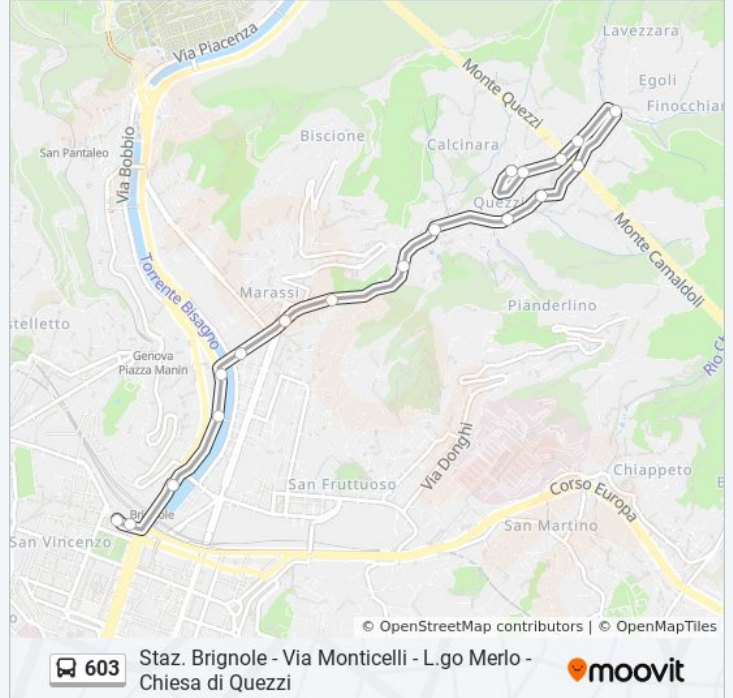 Via Piacenza
Lavezzara
Monte Quezzi
Egoli
Finocchiar
Via Bobbio
Biscione
Calcinara
San Pantaleo
Quezzi
Monte Camaldoli
Torrente Bisagno
Marassi
Pianderlino
stelletto
Genova
Piazza Manin
Rio C
Via Donghi
Chiappeto
San Fruttuoso
Corso Europa
Brignole
San Martino
San Vincenzo
© OpenStreetMap contributors | © OpenMapTiles
603
Staz. Brignole - Via Monticelli - L.go Merlo -
Chiesa di Quezzi
moovit